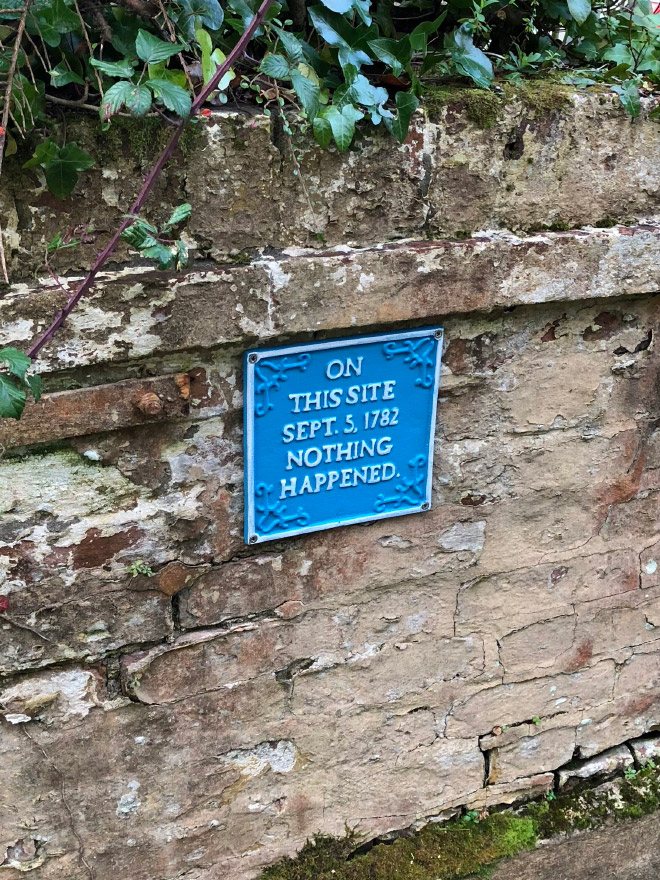 ON
THIS SITE
SEPT. 5, 1782
NOTHING
HAPPENED.